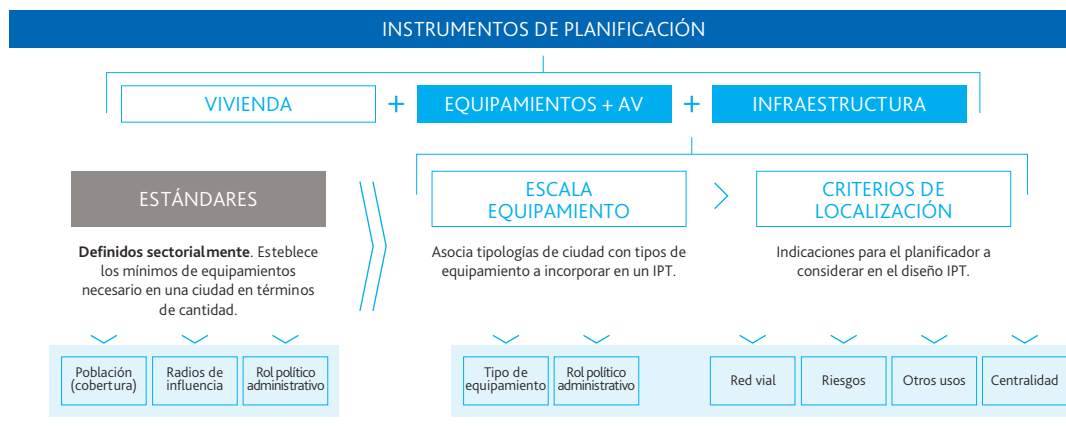 INSTRUMENTOS DE PLANIFICACIÓN
VIVIENDA
+
EQUIPAMIENTOS + AV
+
INFRAESTRUCTURA
ESTÁNDARES
Definidos sectorialmente. Esteblece
los mínimos de equipamientos
necesario en una ciudad en términos
de cantidad.
ESCALA
EQUIPAMIENTO
Asocia tipologías de ciudad con tipos de
equipamiento a incorporar en un IPT.
CRITERIOS DE
LOCALIZACIÓN
Indicaciones para el planificador a
considerar en el diseño IPT.
Población
(cobertura)
Radios de
influencia
Rol político
administrativo
Tipo de
equipamiento
Rol político
administrativo
Red vial
Riesgos
Otros usos
Centralidad